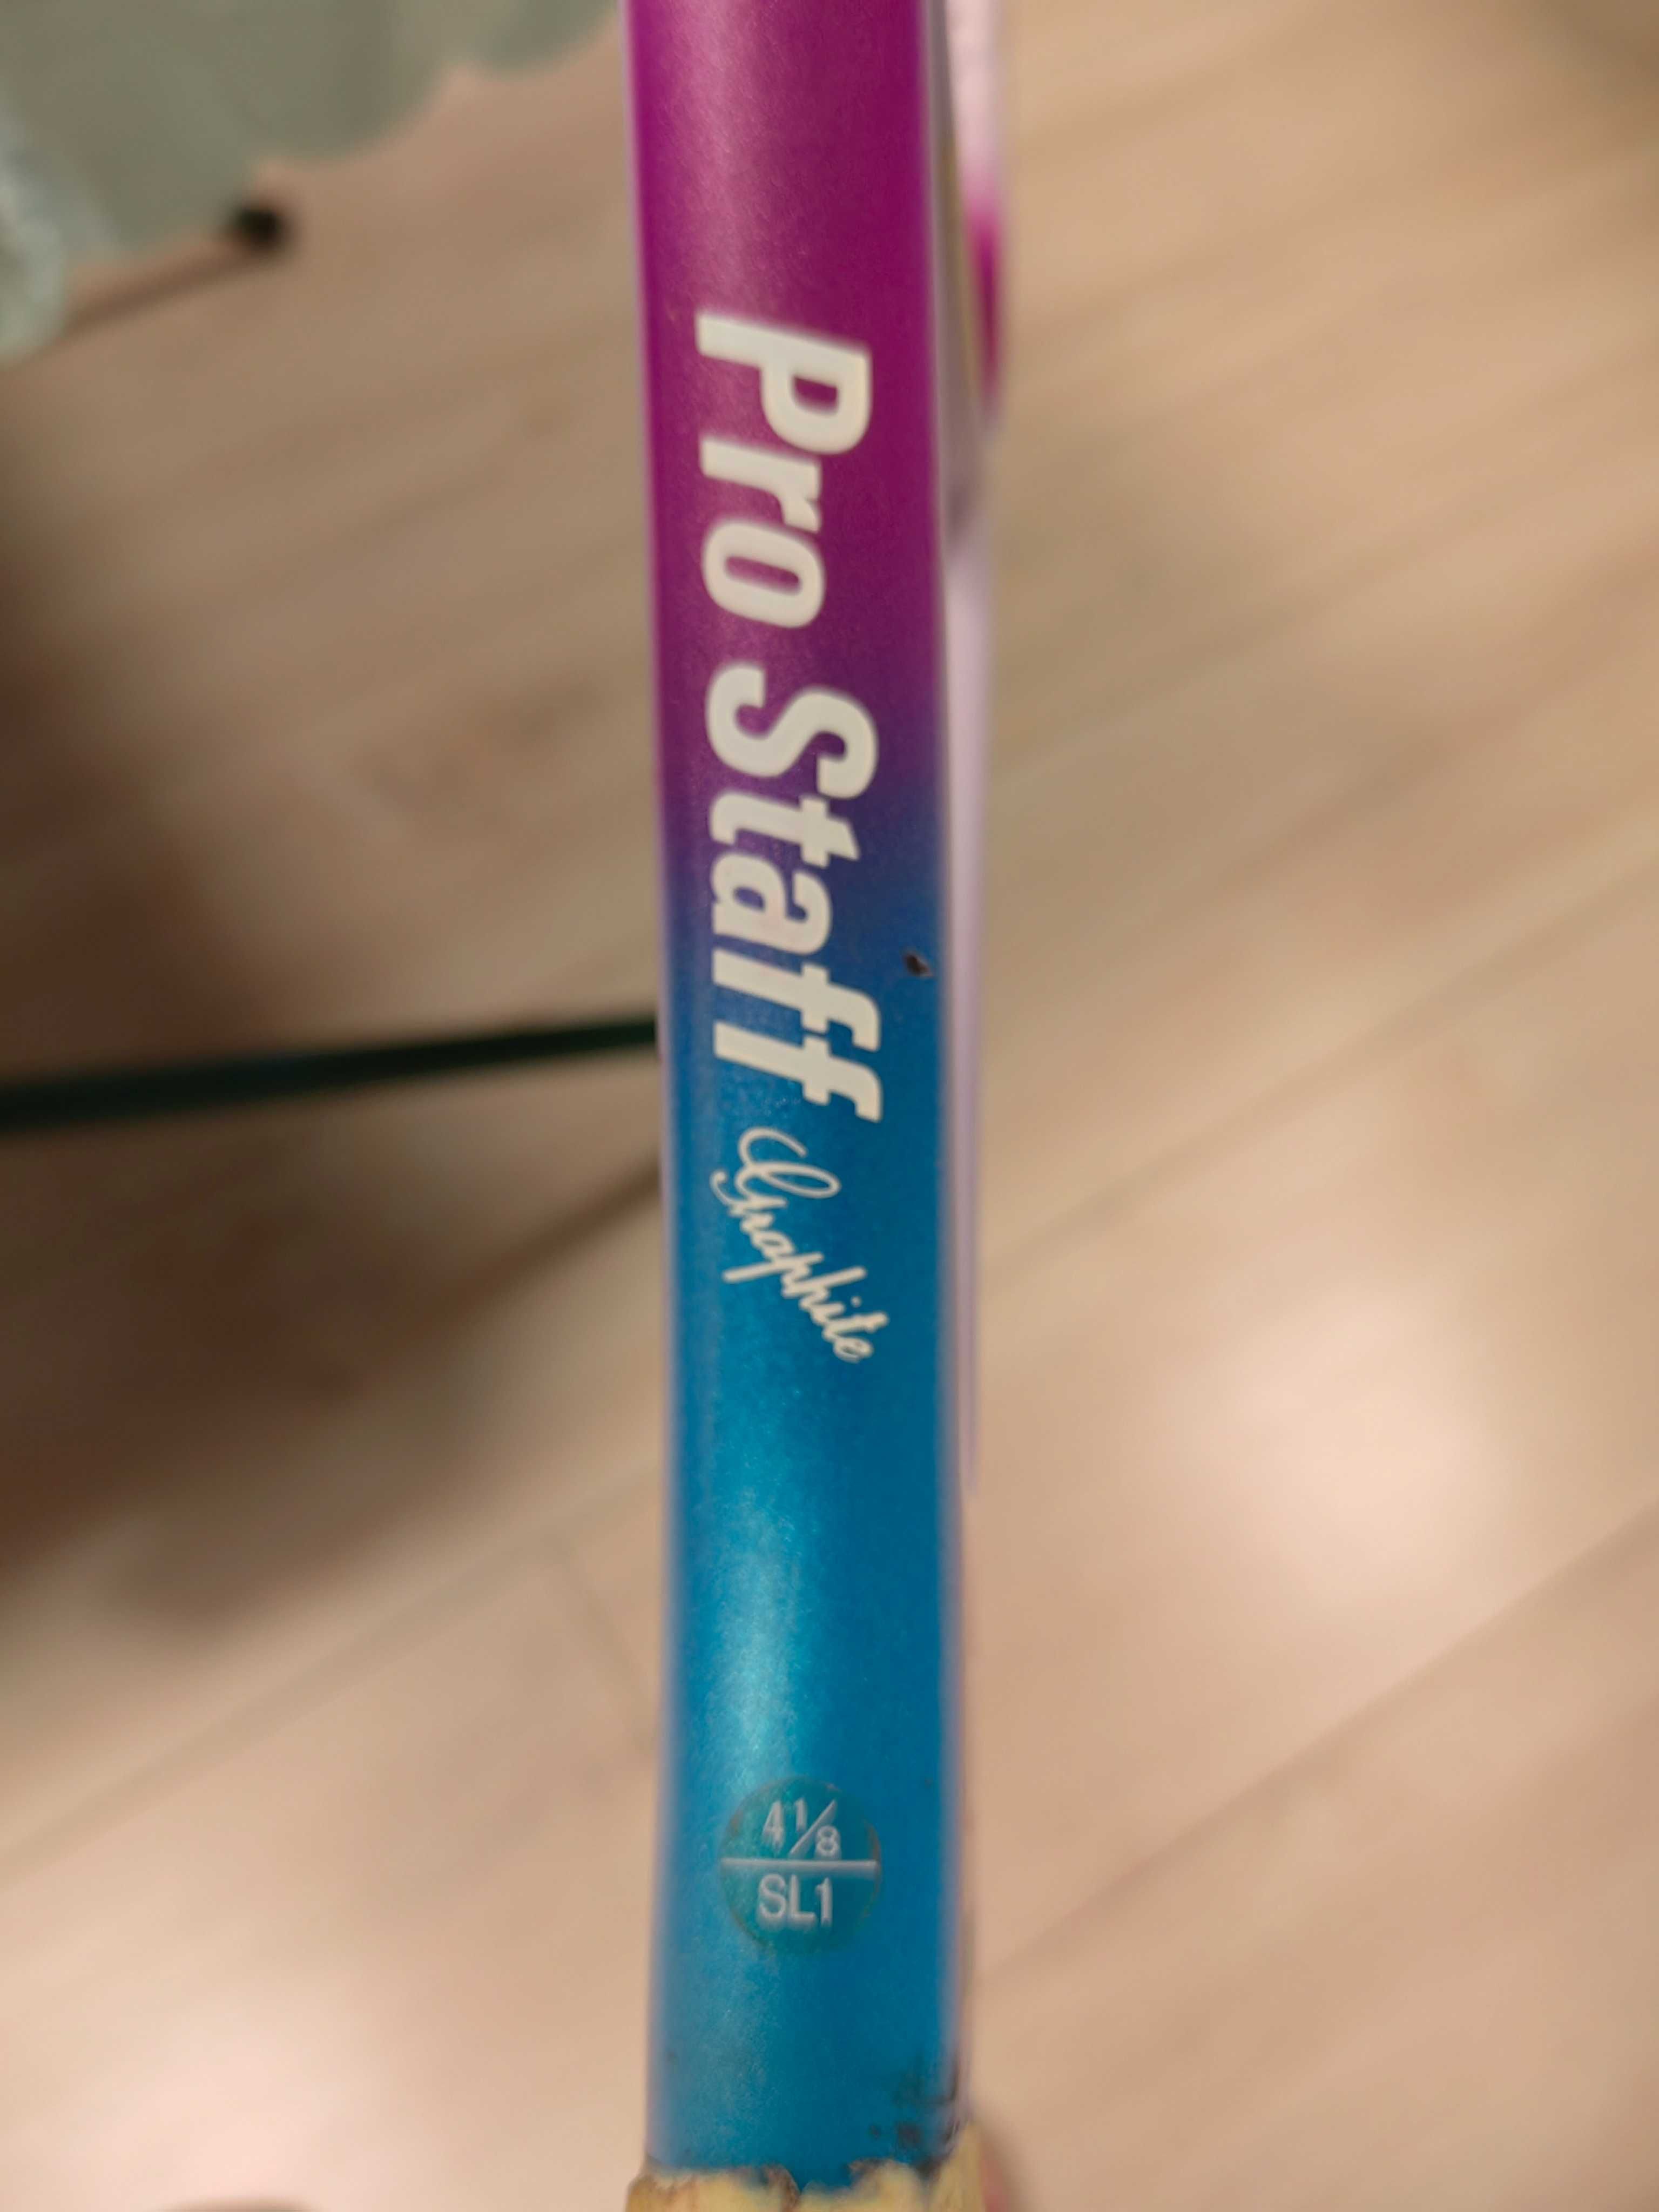 Pro Staff Graphite
4 1/8
SL1